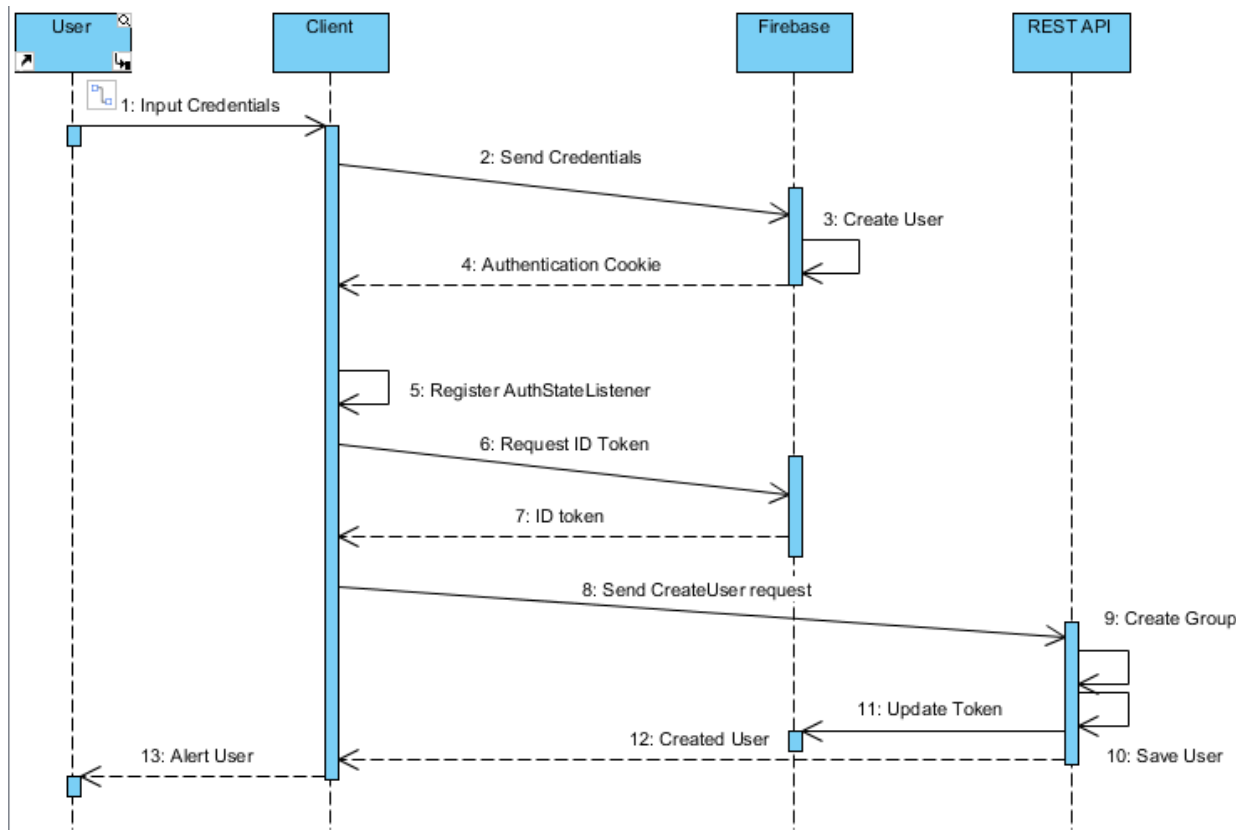 User
Client
Firebase
REST API
1: Input Credentials
2: Send Credentials
3: Create User
4: Authentication Cookie
5: Register AuthStateListener
6: Request ID Token
7: ID token
8: Send CreateUser request
9: Create Group
11: Update Token
12: Created User
13: Alert User
10: Save User